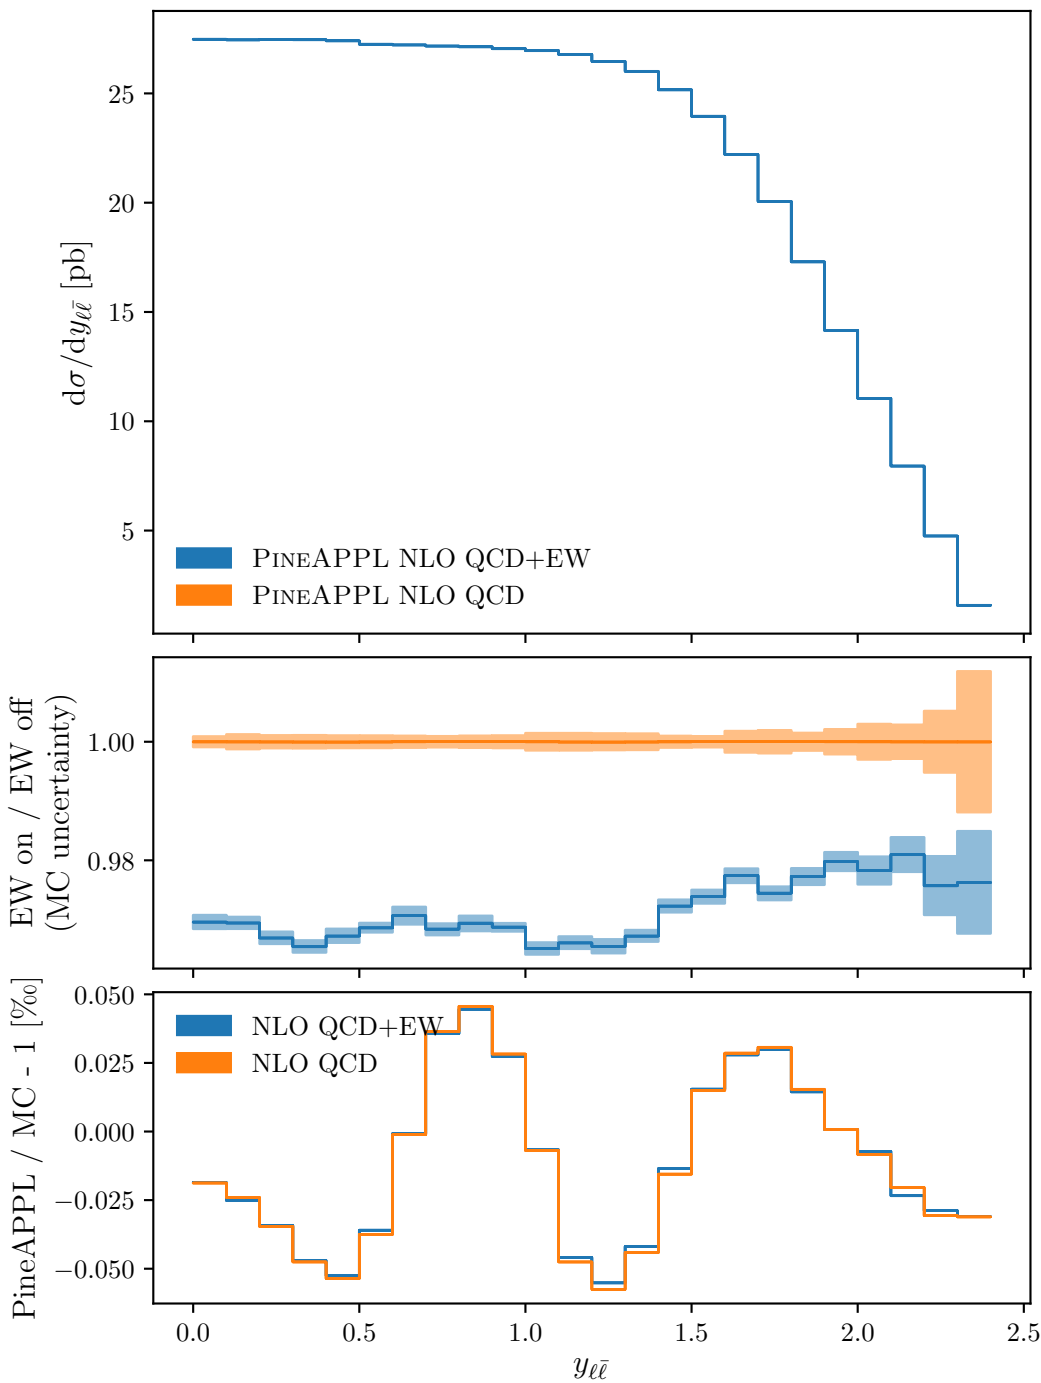 dσ/dy_{ℓℓ̄} [pb]
25
20
15
10
5
PineAPPL NLO QCD+EW
PineAPPL NLO QCD
EW on / EW off
(MC uncertainty)
1.00
0.98
PineAPPL / MC - 1 [‰]
0.050
0.025
0.000
−0.025
−0.050
NLO QCD+EW
NLO QCD
0.0 0.5 1.0 1.5 2.0 2.5
y_{ℓℓ̄}